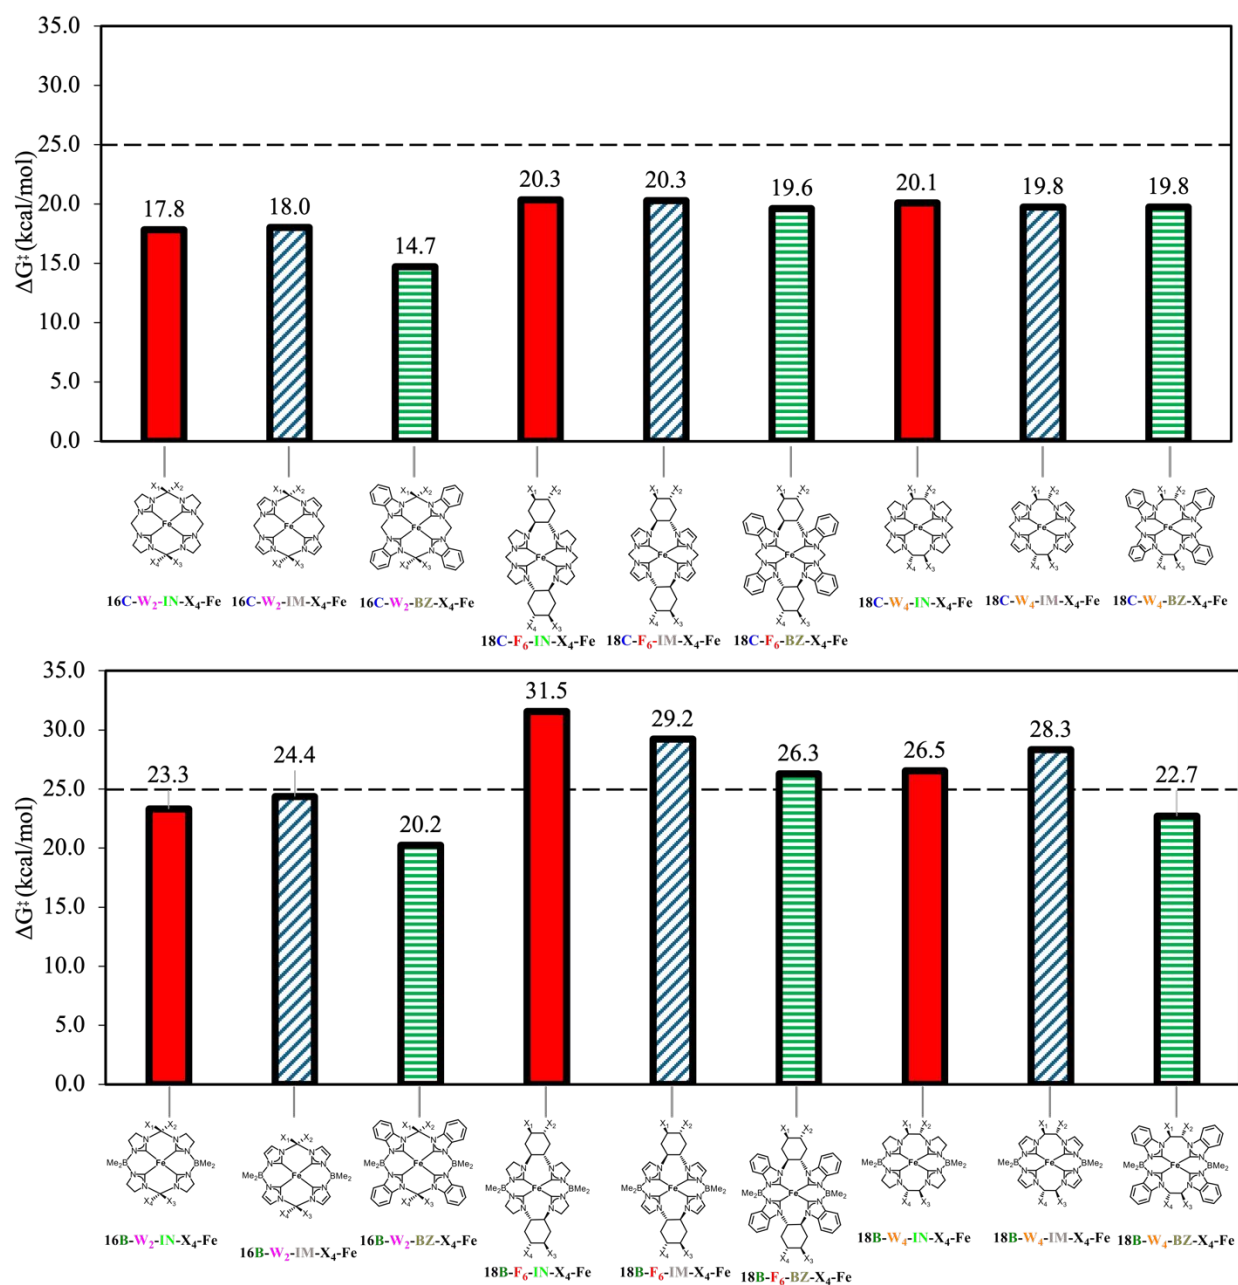 35.0
30.0
25.0
20.0
15.0
10.0
5.0
0.0
ΔG‡ (kcal/mol)
17.8
18.0
14.7
20.3
20.3
19.6
20.1
19.8
19.8
16C-W2-IN-X4-Fe
16C-W2-IM-X4-Fe
16C-W2-BZ-X4-Fe
18C-F6-IN-X4-Fe
18C-F6-IM-X4-Fe
18C-F6-BZ-X4-Fe
18C-W4-IN-X4-Fe
18C-W4-IM-X4-Fe
18C-W4-BZ-X4-Fe
35.0
30.0
25.0
20.0
15.0
10.0
5.0
0.0
ΔG‡ (kcal/mol)
23.3
24.4
20.2
31.5
29.2
26.3
26.5
28.3
22.7
16B-W2-IN-X4-Fe
16B-W2-IM-X4-Fe
16B-W2-BZ-X4-Fe
18B-F6-IN-X4-Fe
18B-F6-IM-X4-Fe
18B-F6-BZ-X4-Fe
18B-W4-IN-X4-Fe
18B-W4-IM-X4-Fe
18B-W4-BZ-X4-Fe